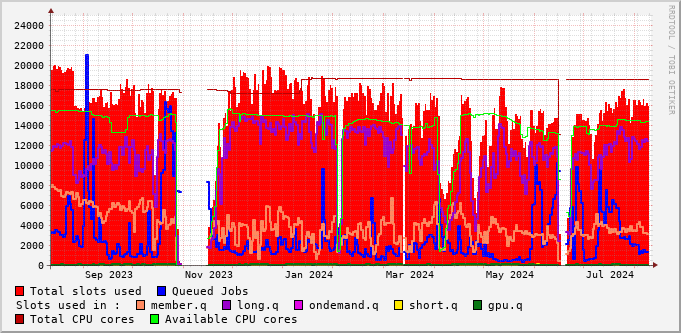 24000
22000
20000
18000
16000
14000
12000
10000
8000
6000
4000
2000
0
Sep 2023 Nov 2023 Jan 2024 Mar 2024 May 2024 Jul 2024
Total slots used Queued Jobs
Slots used in : member.q long.q ondemand.q short.q gpu.q
Total CPU cores Available CPU cores
RRDTOOL / TOBI OETIKER